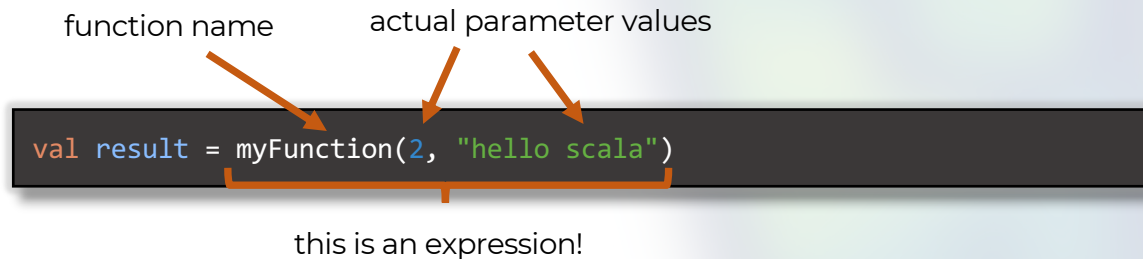 function name
actual parameter values
val result = myFunction(2, "hello scala")
this is an expression!